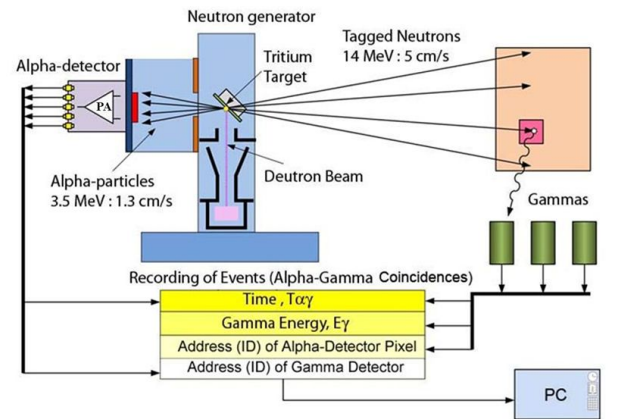 Neutron generator
Alpha-detector
PA
Tritium
Target
Tagged Neutrons
14 MeV : 5 cm/s
Alpha-particles
3.5 MeV : 1.3 cm/s
Deutron Beam
Gammas
Recording of Events (Alpha-Gamma Coincidences)
Time , Tαγ
Gamma Energy, Eγ
Address (ID) of Alpha-Detector Pixel
Address (ID) of Gamma Detector
PC